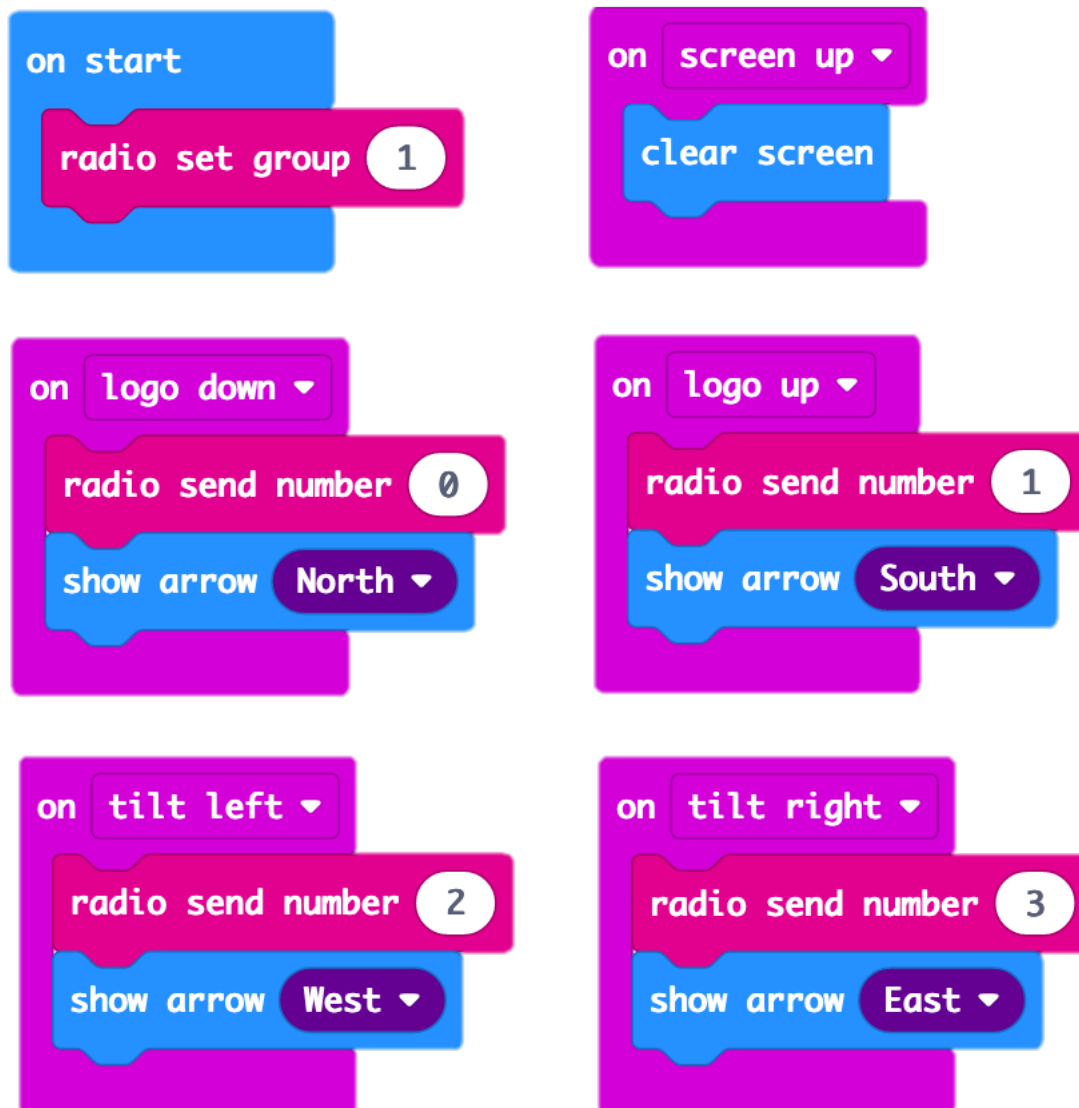 on start
radio set group 1
on screen up
clear screen
on logo down
radio send number 0
show arrow North
on logo up
radio send number 1
show arrow South
on tilt left
radio send number 2
show arrow West
on tilt right
radio send number 3
show arrow East